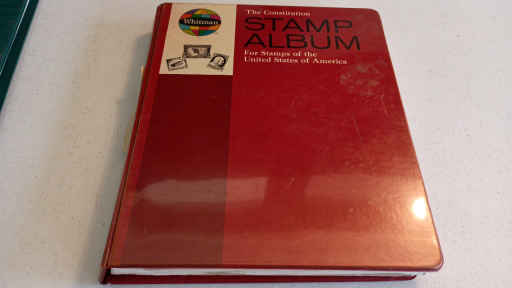 Whitman
The Constitution
STAMP
ALBUM
For Stamps of the
United States of America